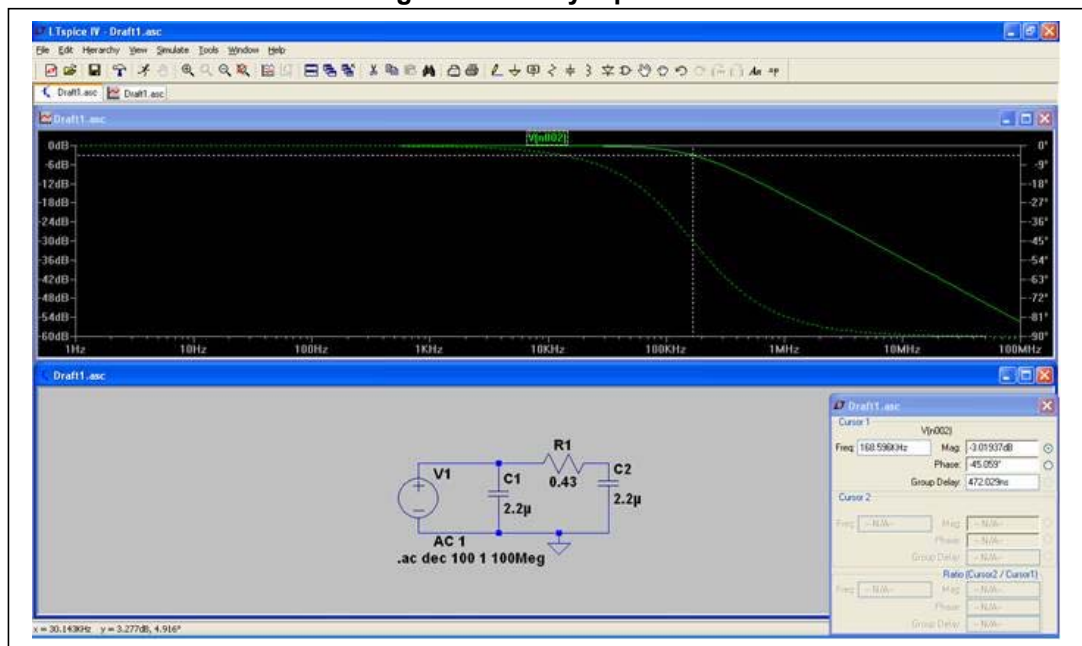 LTspice IV - Draft1.asc
File Edit Hierarchy View Simulate Tools Window Help
Draft1.asc Draft1.asc
Draft1.asc
V(n002)
0dB
-6dB
-12dB
-18dB
-24dB
-30dB
-36dB
-42dB
-48dB
-54dB
-60dB
0°
-9°
-18°
-27°
-36°
-45°
-54°
-63°
-72°
-81°
-90°
1Hz 10Hz 100Hz 1KHz 10KHz 100KHz 1MHz 10MHz 100MHz
Draft1.asc
V1
AC 1
C1
2.2µ
R1
0.43
C2
2.2µ
.ac dec 100 1 100Meg
Draft1.asc
Cursor 1
V(n002)
Freq: 168.596KHz Mag: -3.01937dB
Phase: -45.059°
Group Delay: 472.029ns
Cursor 2
Freq: -- N/A-- Mag: -- N/A--
Phase: -- N/A--
Group Delay: -- N/A--
Ratio (Cursor2 / Cursor1)
Freq: -- N/A-- Mag: -- N/A--
Phase: -- N/A--
Group Delay: -- N/A--
x = 30.143KHz y = 3.277dB, 4.916°